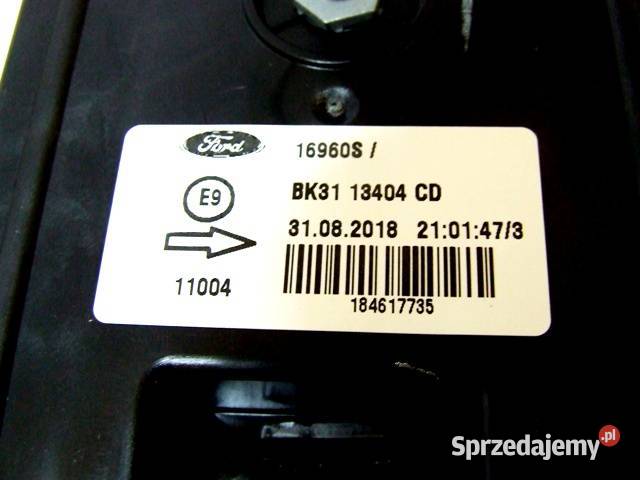 Ford
16960S /
E9
BK31 13404 CD
31.08.2018 21:01:47/3
11004
184617735
Sprzedajemy.pl